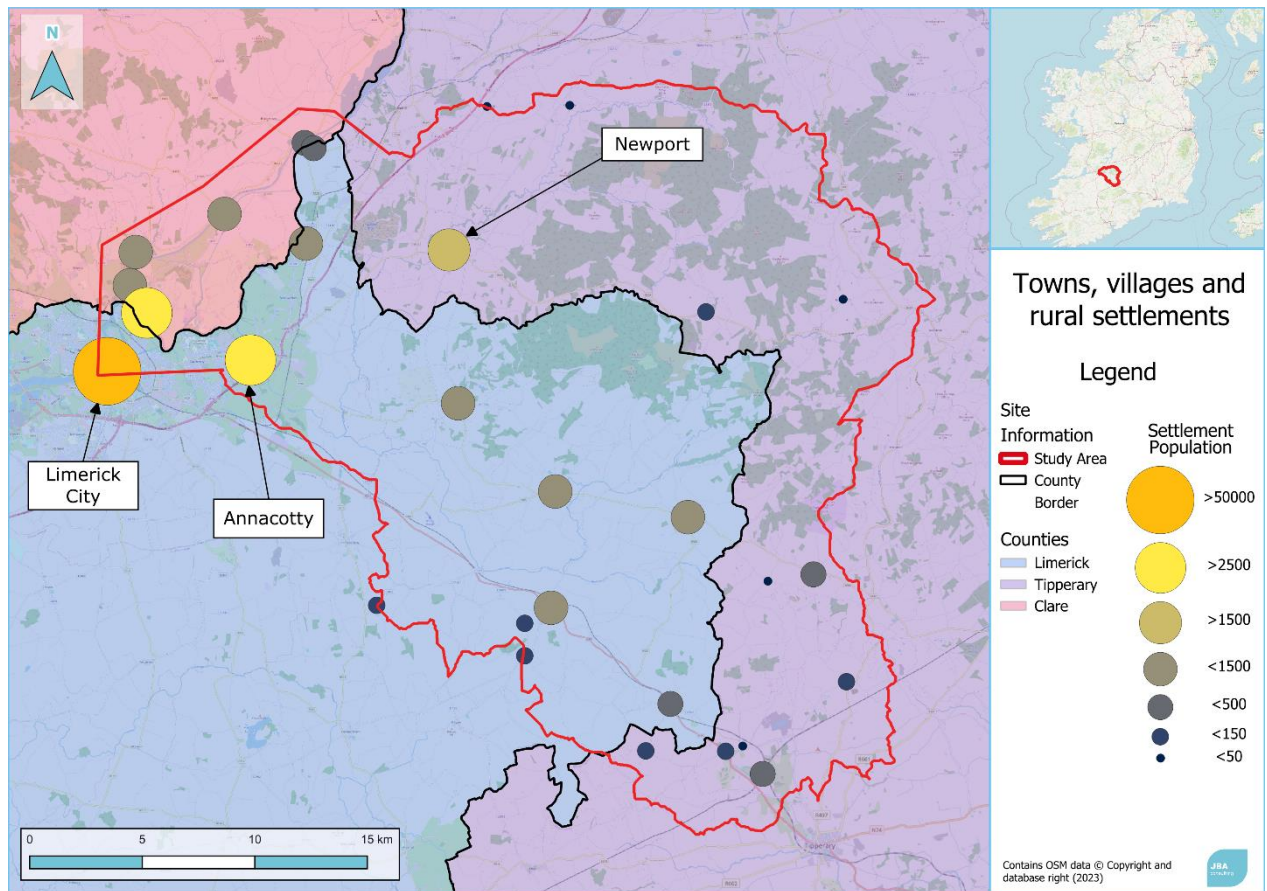 N
Newport
Limerick
City
Annacotty
0
5
10
15 km
Towns, villages and
rural settlements
Legend
Site
Information
Study Area
County
Border
Counties
Limerick
Tipperary
Clare
Settlement
Population
>50000
>2500
>1500
<1500
<500
<150
<50
Contains OSM data © Copyright and
database right (2023)
JBA
consulting
Tipperary